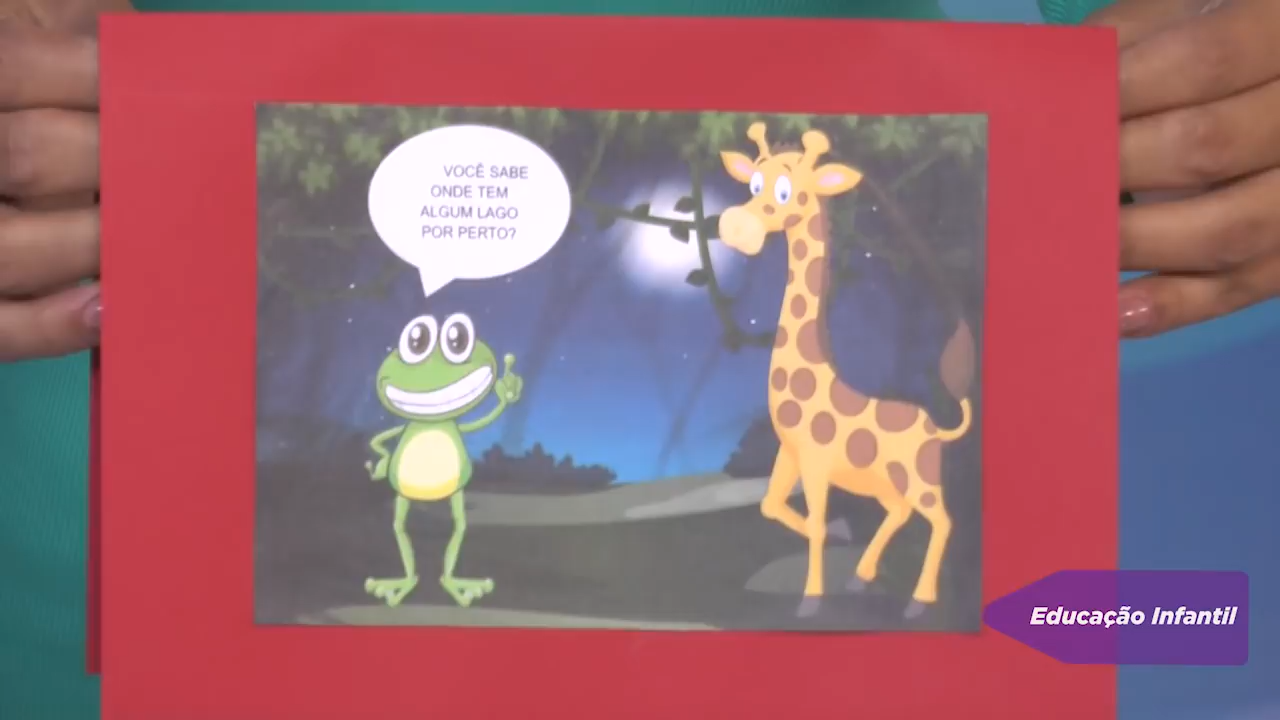 VOCÊ SABE
ONDE TEM
ALGUM LAGO
POR PERTO?
Educação Infantil